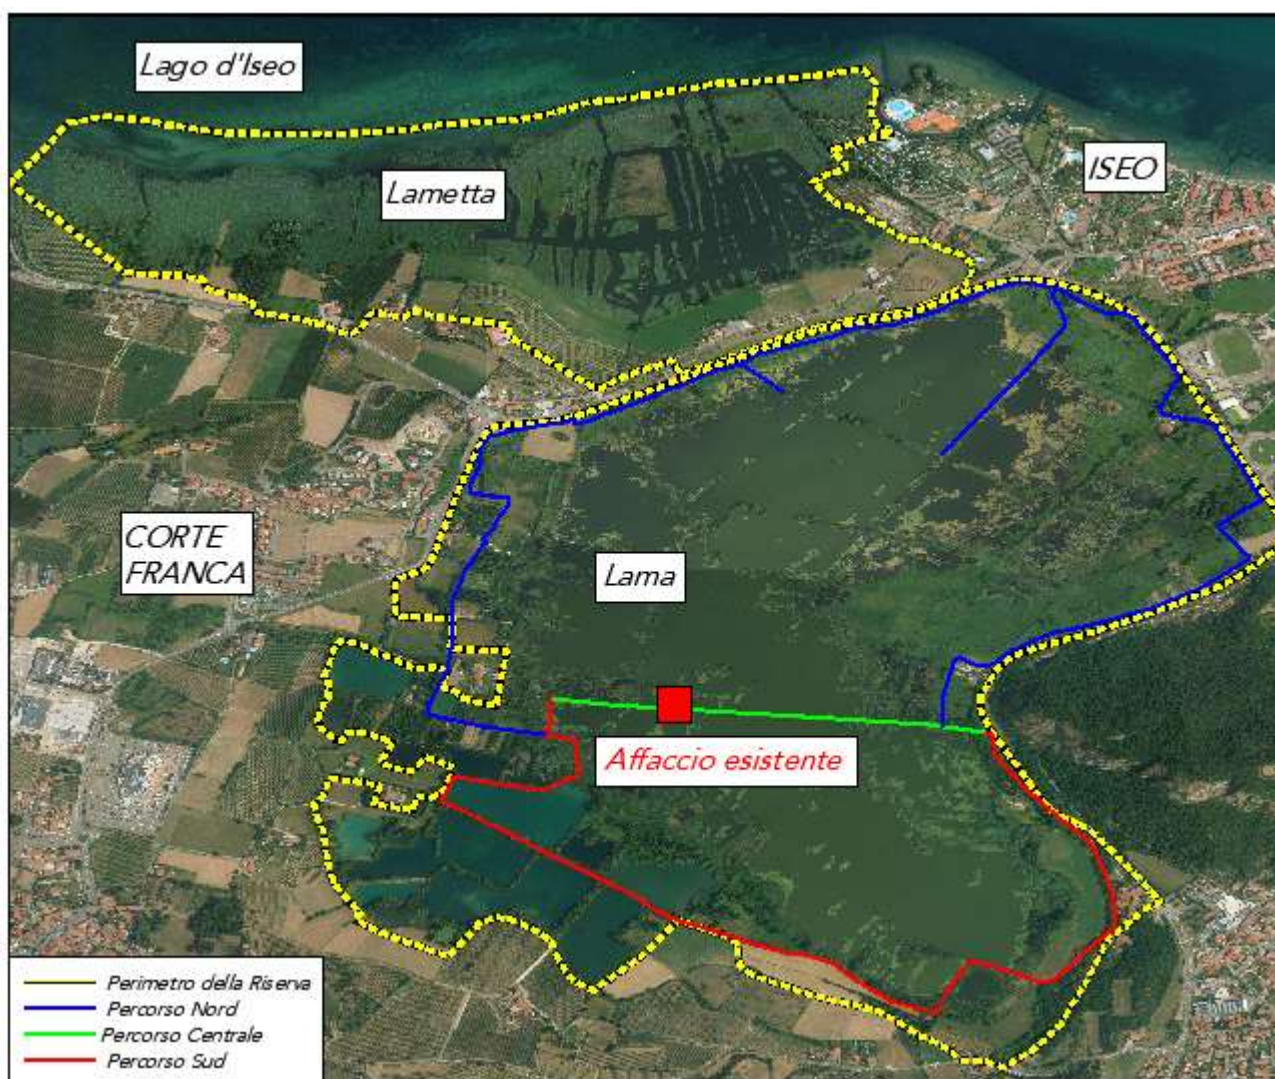 Lago d'Iseo
ISEO
Lametta
CORTE
FRANCA
Lama
Affaccio esistente
Perimetro della Riserva
Percorso Nord
Percorso Centrale
Percorso Sud